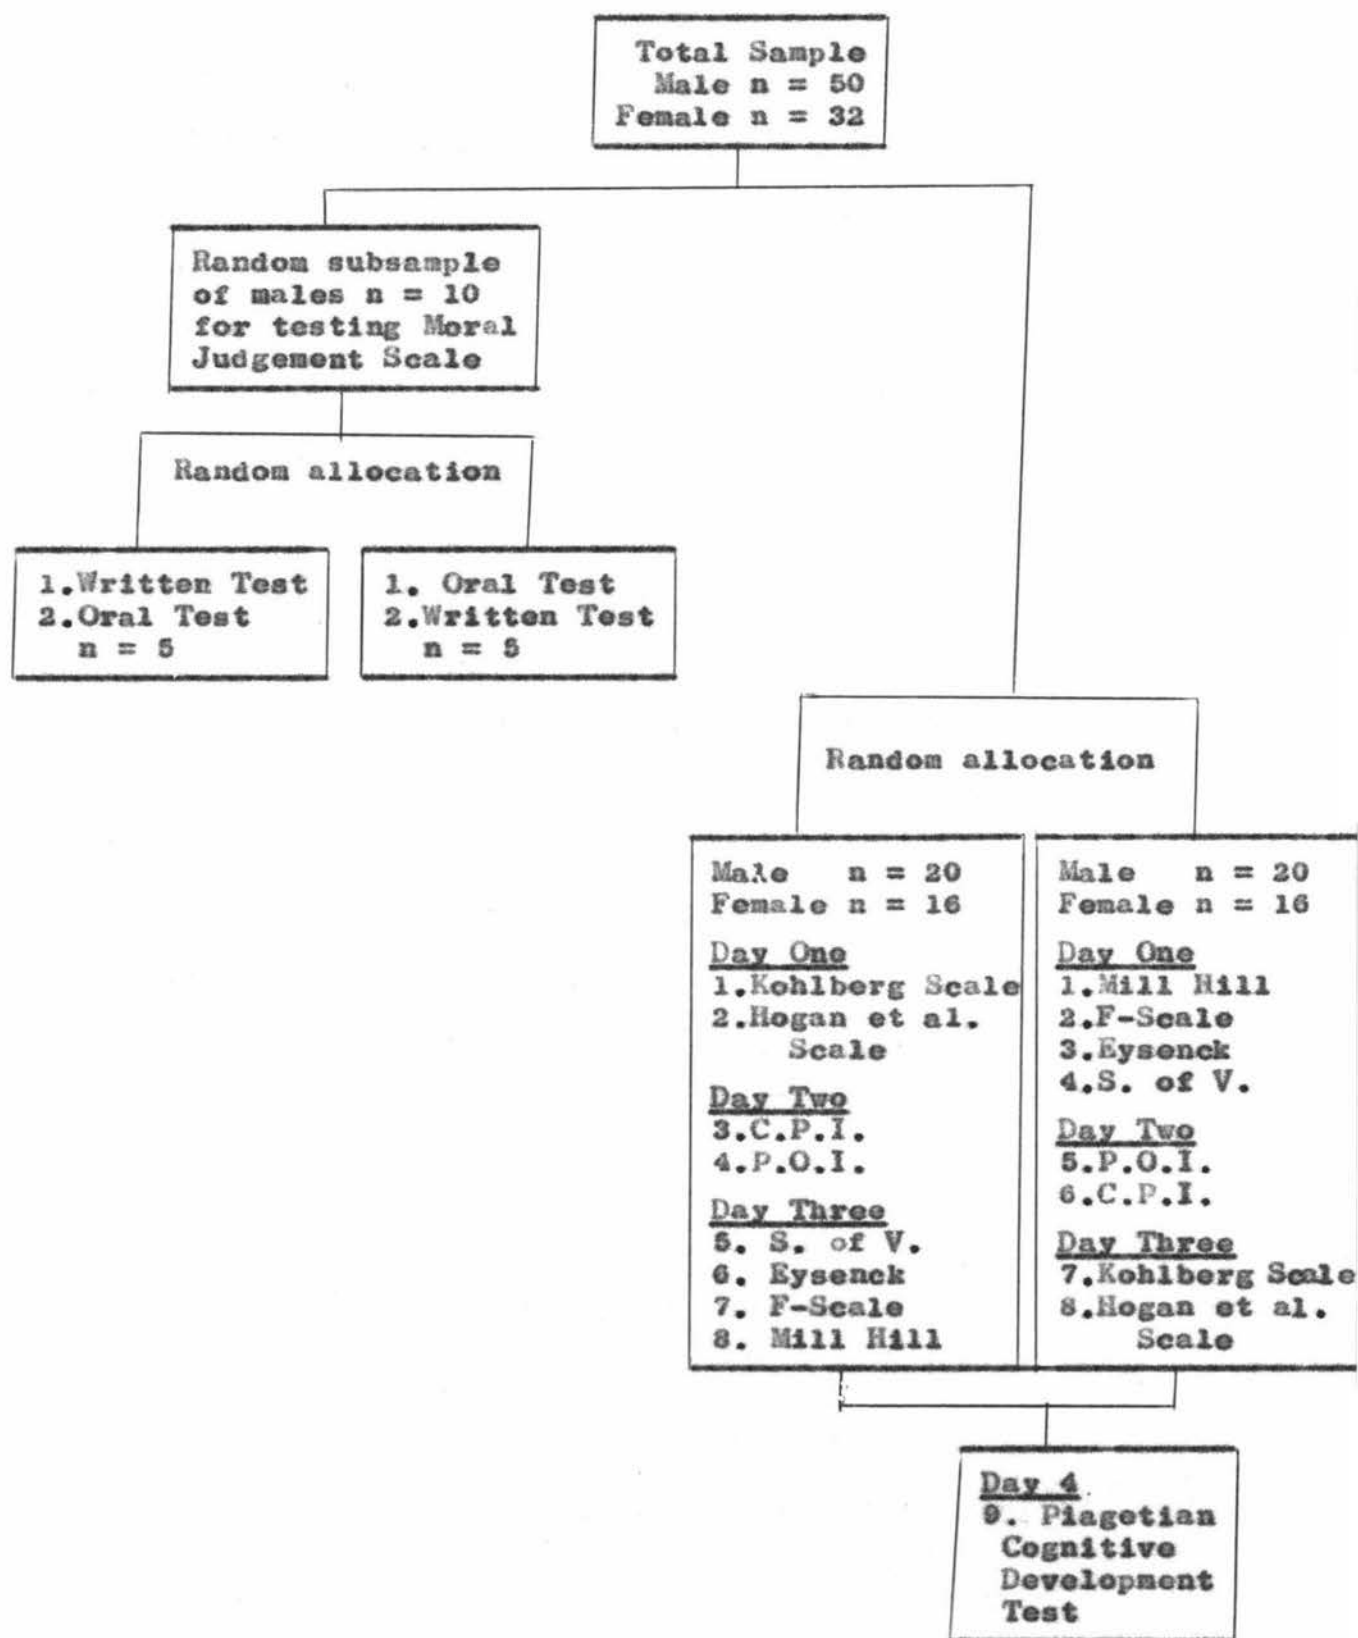 Total Sample
Male n = 50
Female n = 32
Random subsample
of males n = 10
for testing Moral
Judgement Scale
Random allocation
1.Written Test
2.Oral Test
n = 5
1. Oral Test
2.Written Test
n = 5
Random allocation
Male n = 20
Female n = 16
Day One
1.Kohlberg Scale
2.Hogan et al.
Scale
Day Two
3.C.P.I.
4.P.O.I.
Day Three
5. S. of V.
6. Eysenck
7. F-Scale
8. Mill Hill
Male n = 20
Female n = 16
Day One
1.Mill Hill
2.F-Scale
3.Eysenck
4.S. of V.
Day Two
5.P.O.I.
6.C.P.I.
Day Three
7.Kohlberg Scale
8.Hogan et al.
Scale
Day 4
9. Piagetian
Cognitive
Development
Test